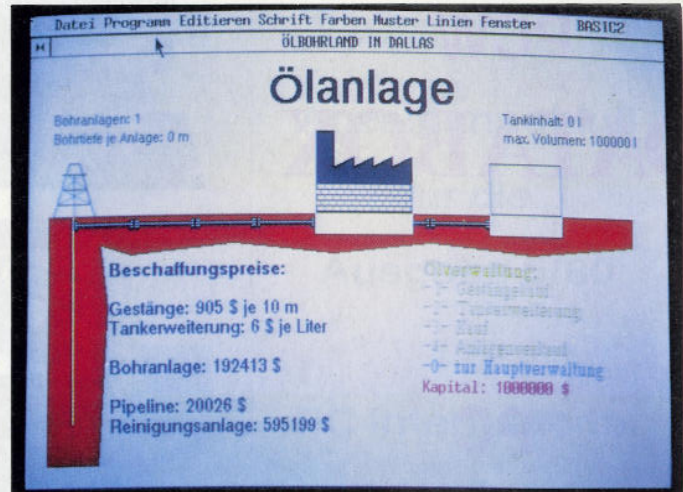 Datei Programm Editieren Schrift Farben Muster Linien Fenster BASIC2
ÖLBOHRLAND IN DALLAS
Ölanlage
Bohranlagen: 1
Bohrtiefe je Anlage: 0 m
Tankinhalt: 0 l
max. Volumen: 100000 l
Beschaffungspreise:
Gestänge: 905 $ je 10 m
Tankerweiterung: 6 $ je Liter
Bohranlage: 192413 $
Pipeline: 20026 $
Reinigungsanlage: 595199 $
Ölverwaltung:
-1- Gestängekauf
-2- Tankerweiterung
-3- Kauf
-4- Anlagenverkauf
-0- zur Hauptverwaltung
Kapital: 1000000 $